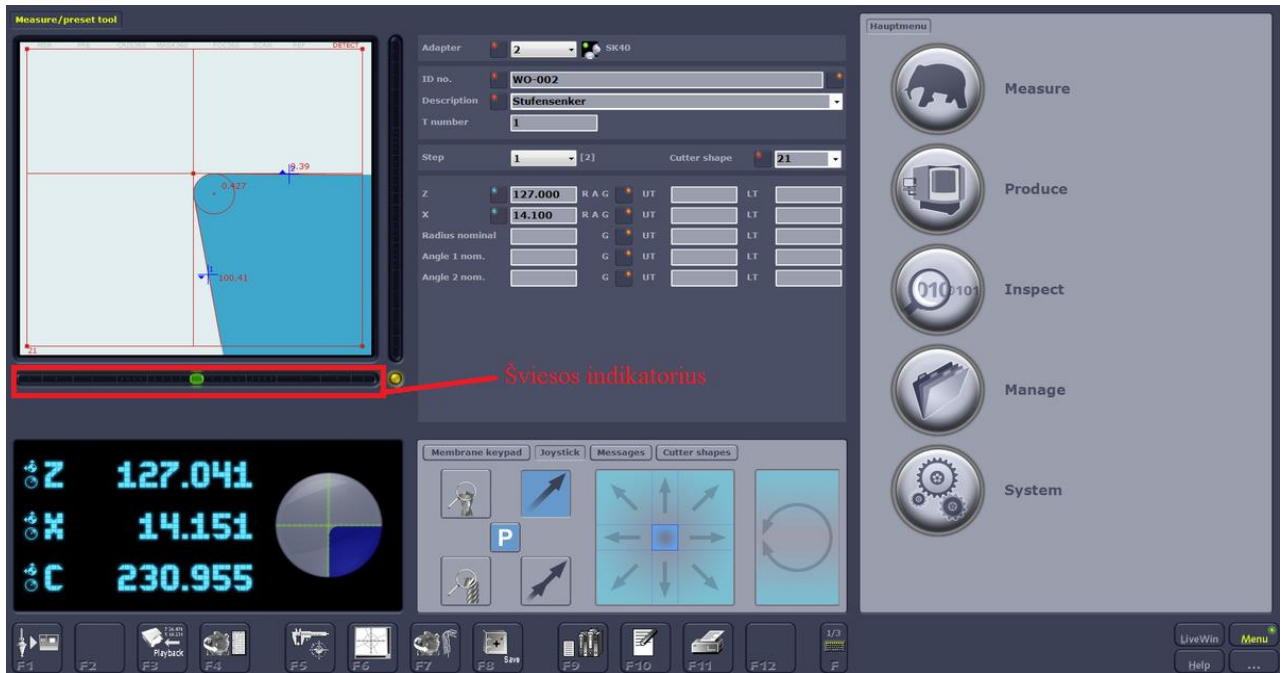 Measure/preset tool
DETECT
0.39
0.427
100.41
21
Šviesos indikatorius
Adapter 2 SK40
ID no. WO-002
Description Stufensenker
T number 1
Step 1 [2] Cutter shape 21
Z 127.000 R A G UT LT
X 14.100 R A G UT LT
Radius nominal G UT LT
Angle 1 nom. G UT LT
Angle 2 nom. G UT LT
Z 127.041
X 14.151
C 230.955
Membrane keypad Joystick Messages Cutter shapes
P
Hauptmenu
Measure
Produce
Inspect
Manage
System
F1 F2 Playback F3 F4 F5 F6 F7 F8 Save F9 F10 F11 F12 1/3 F
LiveWin Menu
Help ...